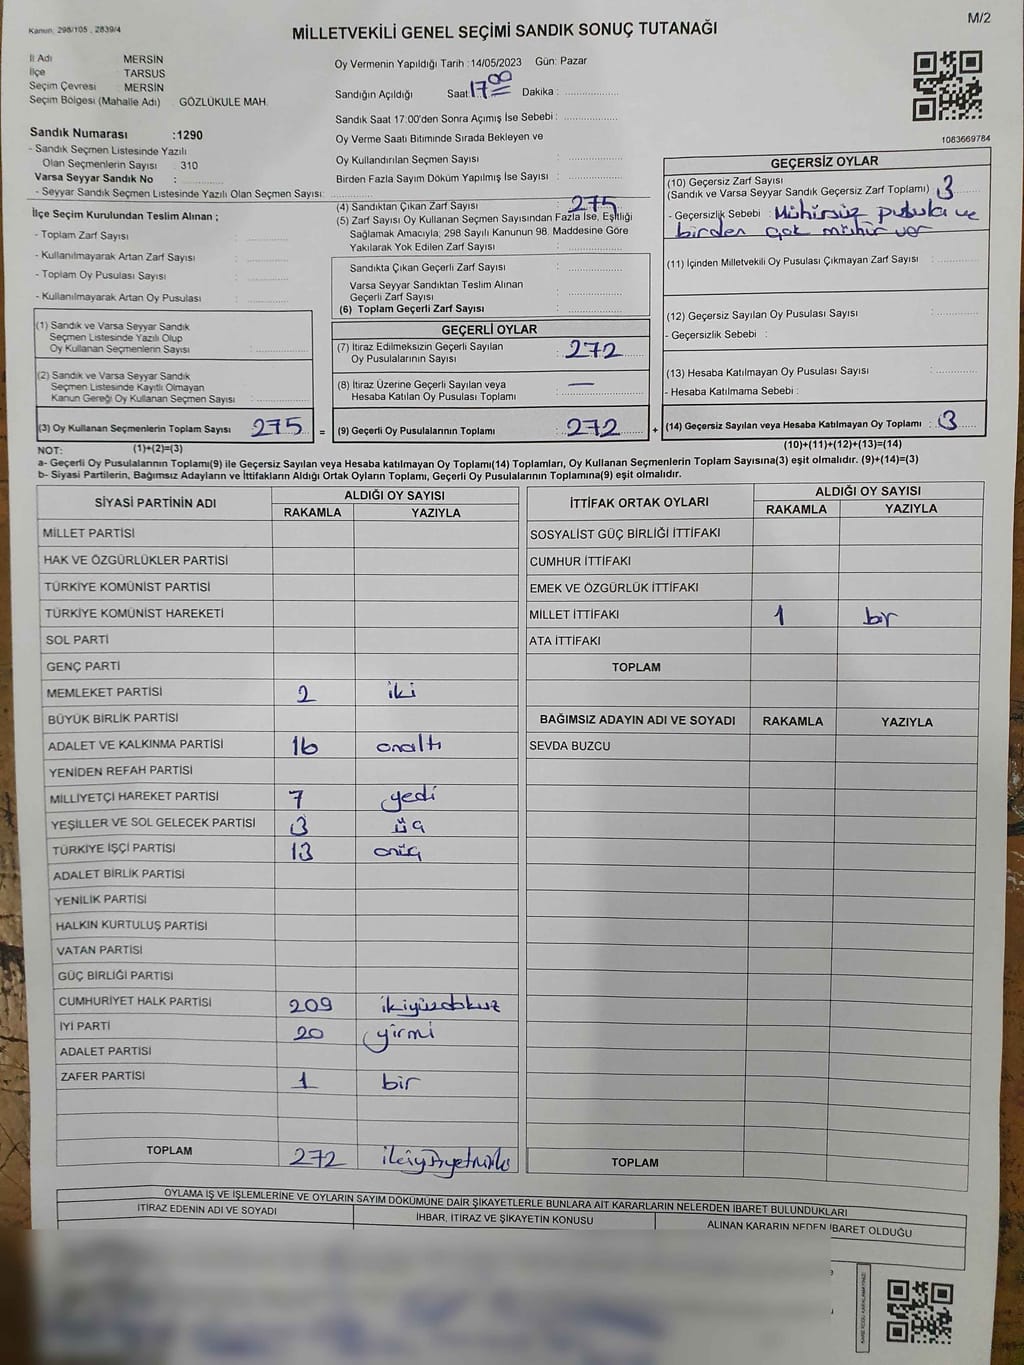 Kanun: 298/105 , 2839/4
M/2
MİLLETVEKİLİ GENEL SEÇİMİ SANDIK SONUÇ TUTANAĞI
İl Adı MERSİN
İlçe TARSUS
Seçim Çevresi MERSİN
Seçim Bölgesi (Mahalle Adı) GÖZLÜKULE MAH.
Sandık Numarası :1290
- Sandık Seçmen Listesinde Yazılı
Olan Seçmenlerin Sayısı : 310
Varsa Seyyar Sandık No :
- Seyyar Sandık Seçmen Listesinde Yazılı Olan Seçmen Sayısı:
İlçe Seçim Kurulundan Teslim Alınan ;
- Toplam Zarf Sayısı :
- Kullanılmayarak Artan Zarf Sayısı :
- Toplam Oy Pusulası Sayısı :
- Kullanılmayarak Artan Oy Pusulası :
(1) Sandık ve Varsa Seyyar Sandık
Seçmen Listesinde Yazılı Olup
Oy Kullanan Seçmenlerin Sayısı :
(2) Sandık ve Varsa Seyyar Sandık
Seçmen Listesinde Kayıtlı Olmayan
Kanun Gereği Oy Kullanan Seçmen Sayısı :
(3) Oy Kullanan Seçmenlerin Toplam Sayısı 275 =
Oy Vermenin Yapıldığı Tarih :14/05/2023 Gün: Pazar
Sandığın Açıldığı Saat 17 00 Dakika :
Sandık Saat 17:00'den Sonra Açımış İse Sebebi :
Oy Verme Saati Bitiminde Sırada Bekleyen ve
Oy Kullandırılan Seçmen Sayısı :
Birden Fazla Sayım Döküm Yapılmış İse Sayısı :
(4) Sandıktan Çıkan Zarf Sayısı : 275
(5) Zarf Sayısı Oy Kullanan Seçmen Sayısından Fazla İse, Eşitliği
Sağlamak Amacıyla; 298 Sayılı Kanunun 98. Maddesine Göre
Yakılarak Yok Edilen Zarf Sayısı :
Sandıkta Çıkan Geçerli Zarf Sayısı :
Varsa Seyyar Sandıktan Teslim Alınan
Geçerli Zarf Sayısı :
(6) Toplam Geçerli Zarf Sayısı :
GEÇERLİ OYLAR
(7) İtiraz Edilmeksizin Geçerli Sayılan
Oy Pusulalarının Sayısı : 272
(8) İtiraz Üzerine Geçerli Sayılan veya
Hesaba Katılan Oy Pusulası Toplamı : —
(9) Geçerli Oy Pusulalarının Toplamı : 272 +
1083669784
GEÇERSİZ OYLAR
(10) Geçersiz Zarf Sayısı
(Sandık ve Varsa Seyyar Sandık Geçersiz Zarf Toplamı) : 3
- Geçersizlik Sebebi : Mühürsüz pusula ve
birden çok mühür var
(11) İçinden Milletvekili Oy Pusulası Çıkmayan Zarf Sayısı :
(12) Geçersiz Sayılan Oy Pusulası Sayısı :
- Geçersizlik Sebebi :
(13) Hesaba Katılmayan Oy Pusulası Sayısı :
- Hesaba Katılmama Sebebi :
(14) Geçersiz Sayılan veya Hesaba Katılmayan Oy Toplamı : 3
NOT: (1)+(2)=(3)
(10)+(11)+(12)+(13)=(14)
a- Geçerli Oy Pusulalarının Toplamı(9) ile Geçersiz Sayılan veya Hesaba katılmayan Oy Toplamı(14) Toplamları, Oy Kullanan Seçmenlerin Toplam Sayısına(3) eşit olmalıdır. (9)+(14)=(3)
b- Siyasi Partilerin, Bağımsız Adayların ve İttifakların Aldığı Ortak Oyların Toplamı, Geçerli Oy Pusulalarının Toplamına(9) eşit olmalıdır.
SİYASİ PARTİNİN ADI
ALDIĞI OY SAYISI
RAKAMLA YAZIYLA
MİLLET PARTİSİ
HAK VE ÖZGÜRLÜKLER PARTİSİ
TÜRKİYE KOMÜNİST PARTİSİ
TÜRKİYE KOMÜNİST HAREKETİ
SOL PARTİ
GENÇ PARTİ
MEMLEKET PARTİSİ 2 iki
BÜYÜK BİRLİK PARTİSİ
ADALET VE KALKINMA PARTİSİ 16 onaltı
YENİDEN REFAH PARTİSİ
MİLLİYETÇİ HAREKET PARTİSİ 7 yedi
YEŞİLLER VE SOL GELECEK PARTİSİ 3 üç
TÜRKİYE İŞÇİ PARTİSİ 13 onüç
ADALET BİRLİK PARTİSİ
YENİLİK PARTİSİ
HALKIN KURTULUŞ PARTİSİ
VATAN PARTİSİ
GÜÇ BİRLİĞİ PARTİSİ
CUMHURİYET HALK PARTİSİ 209 ikiyüzdokuz
İYİ PARTİ 20 yirmi
ADALET PARTİSİ
ZAFER PARTİSİ 1 bir
TOPLAM 272
İTTİFAK ORTAK OYLARI
ALDIĞI OY SAYISI
RAKAMLA YAZIYLA
SOSYALİST GÜÇ BİRLİĞİ İTTİFAKI
CUMHUR İTTİFAKI
EMEK VE ÖZGÜRLÜK İTTİFAKI
MİLLET İTTİFAKI 1 bir
ATA İTTİFAKI
TOPLAM
BAĞIMSIZ ADAYIN ADI VE SOYADI RAKAMLA YAZIYLA
SEVDA BUZCU
TOPLAM
OYLAMA İŞ VE İŞLEMLERİNE VE OYLARIN SAYIM DÖKÜMÜNE DAİR ŞİKAYETLERLE BUNLARA AİT KARARLARIN NELERDEN İBARET BULUNDUKLARI
İTİRAZ EDENİN ADI VE SOYADI
İHBAR, İTİRAZ VE ŞİKAYETİN KONUSU
ALINAN KARARIN NEDEN İBARET OLDUĞU